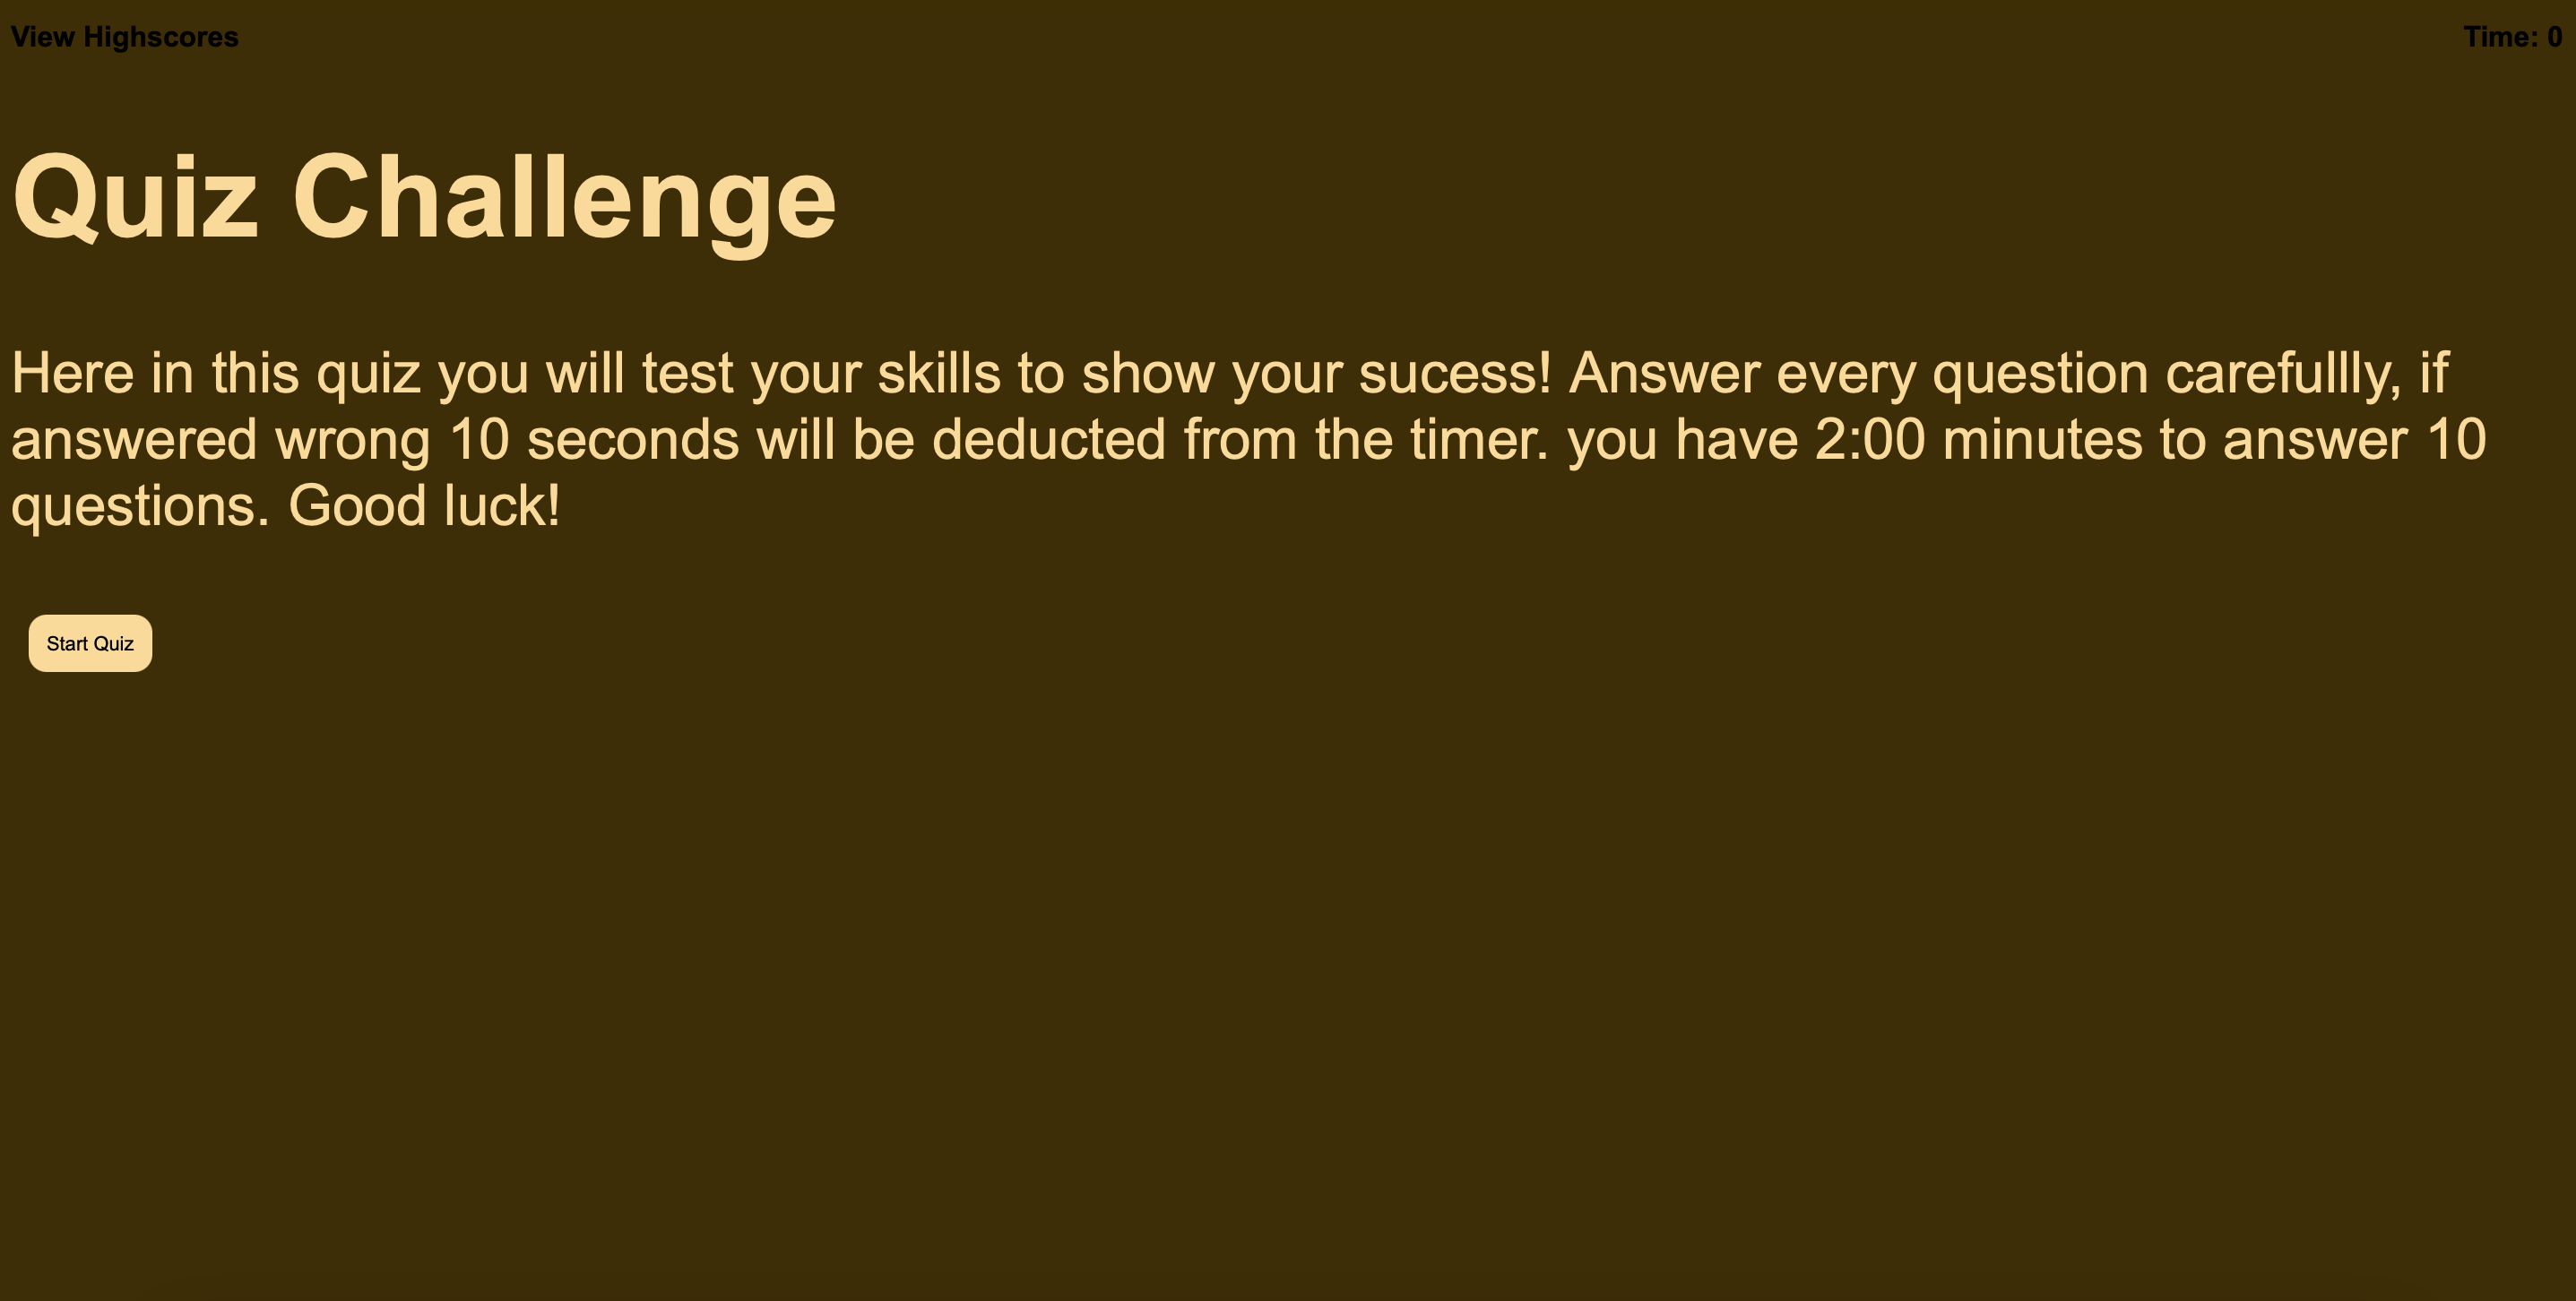 View Highscores
Time: 0
Quiz Challenge
Here in this quiz you will test your skills to show your sucess! Answer every question carefullly, if
answered wrong 10 seconds will be deducted from the timer. you have 2:00 minutes to answer 10
questions. Good luck!
Start Quiz